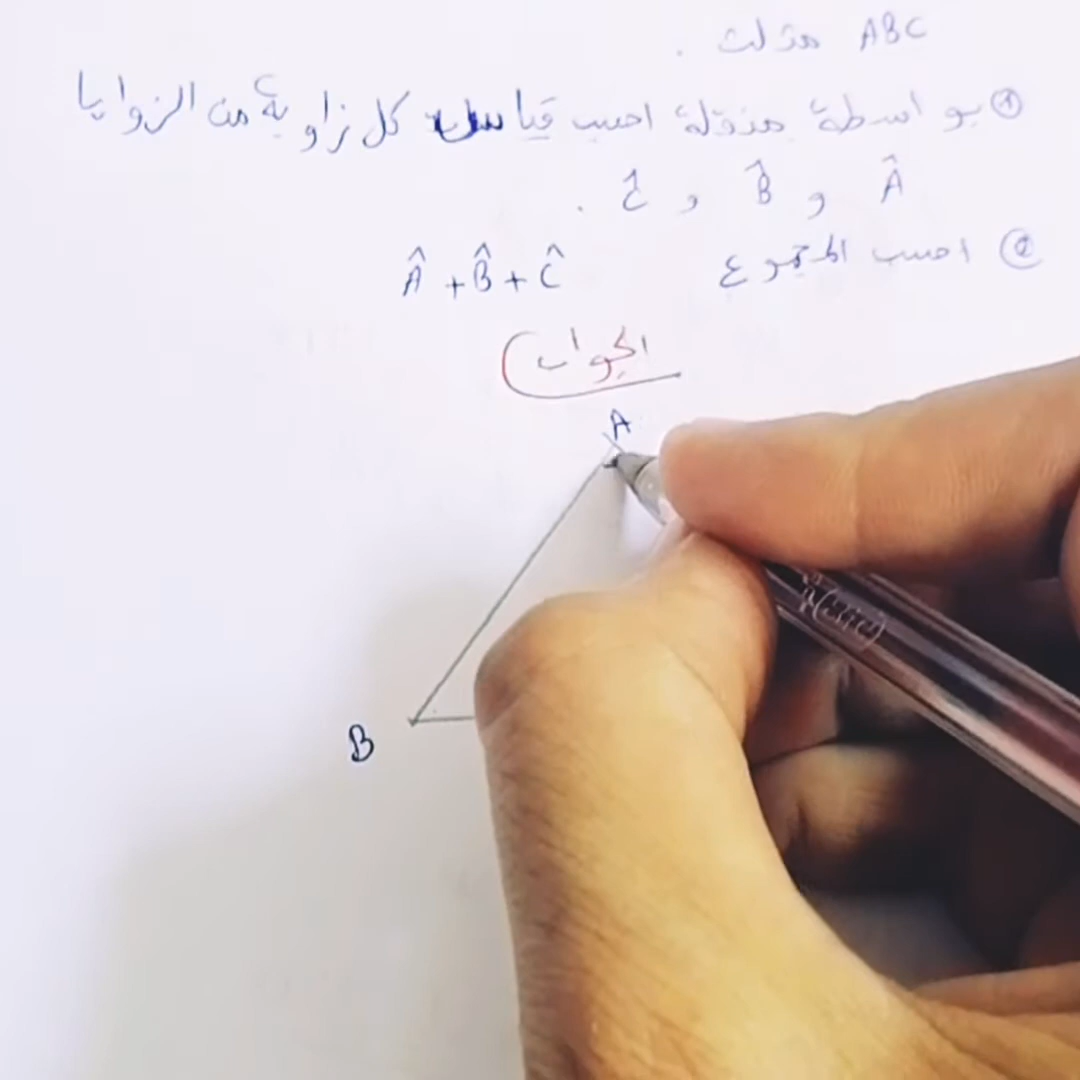 ABC مثلث .
① بواسطة منقلة احسب قياس كل زاوية من الزوايا
Â و B̂ و Ĉ .
② احسب المجموع Â + B̂ + Ĉ
الجواب
A
B